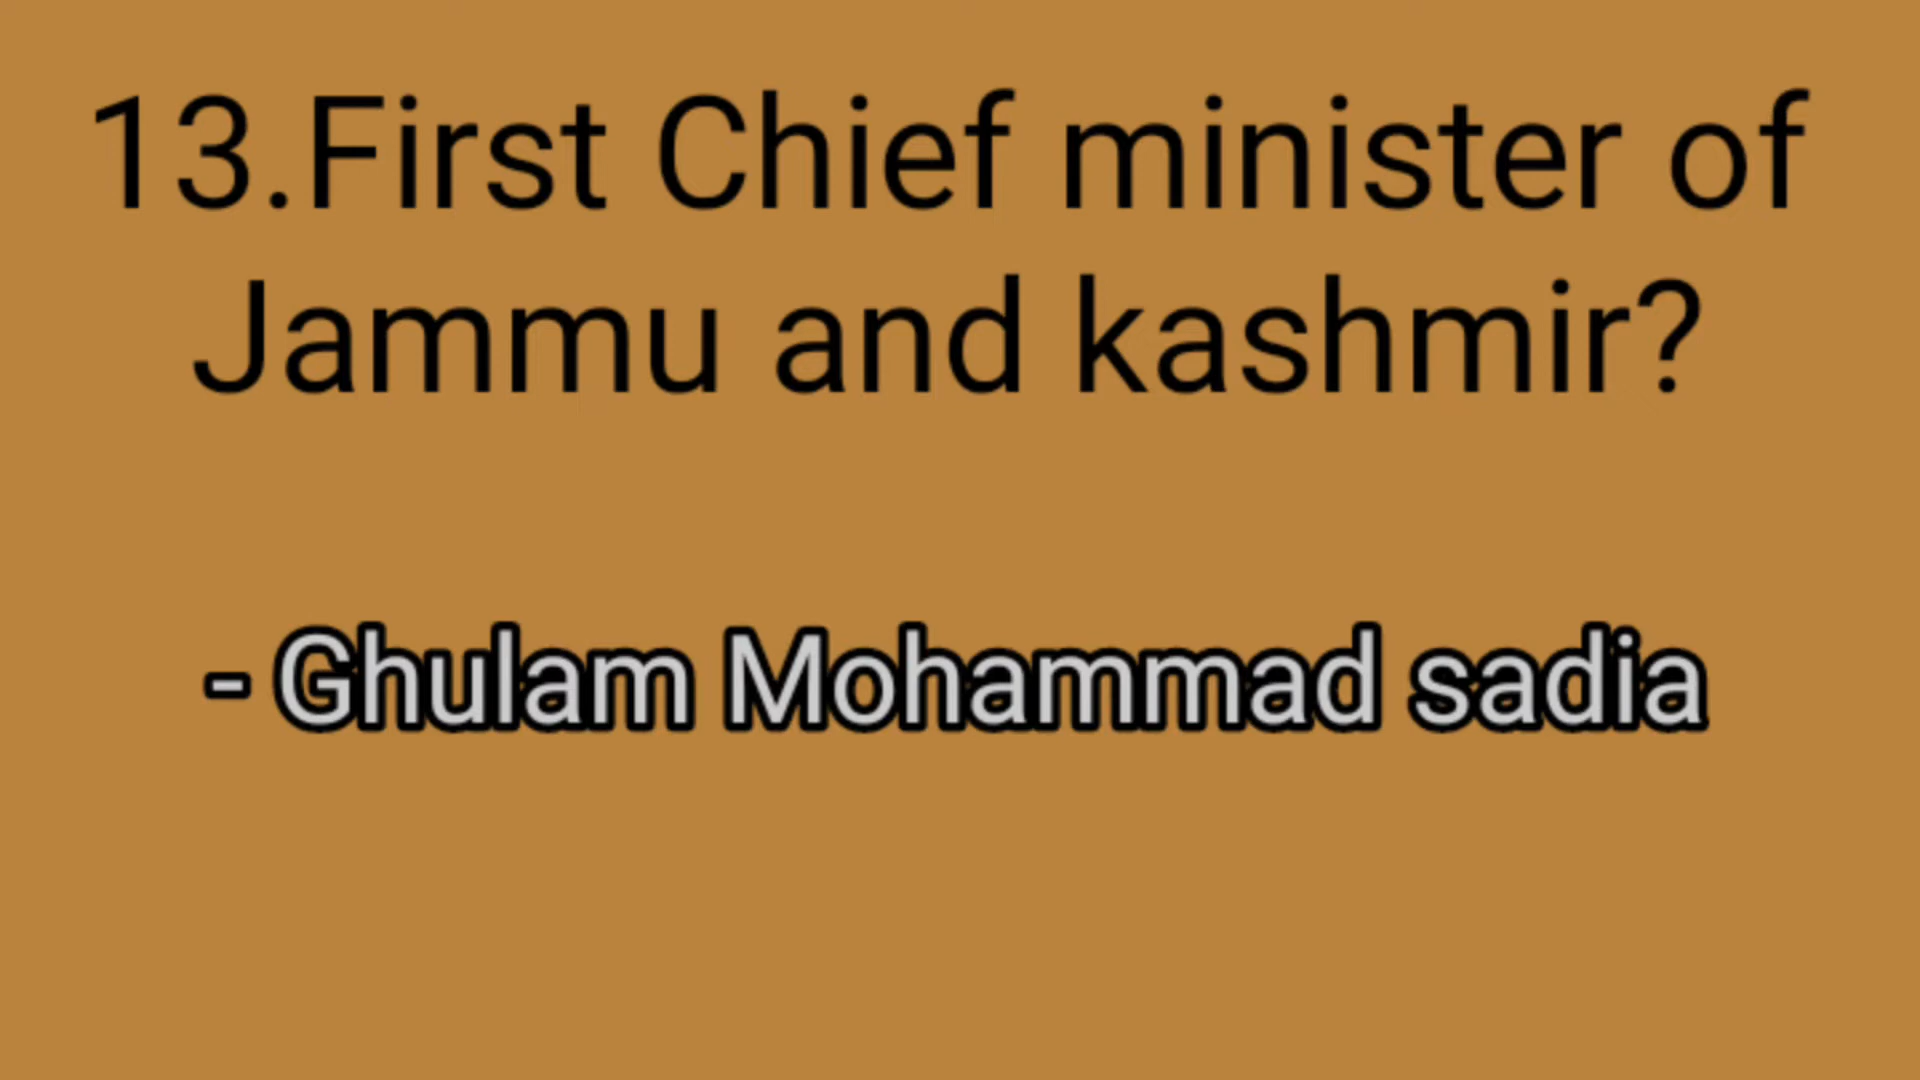 13.First Chief minister of
Jammu and kashmir?
- Ghulam Mohammad sadia